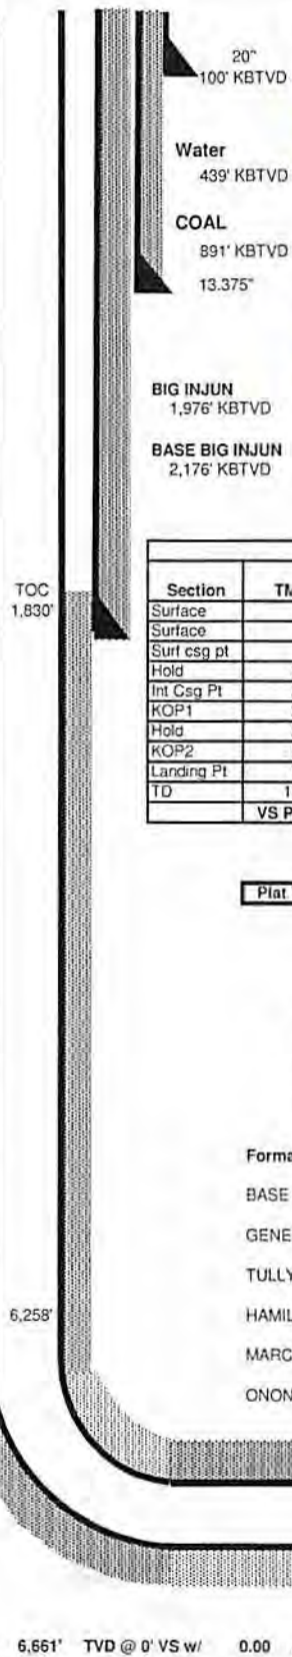 20"
100' KBTVD
Water
439' KBTVD
COAL
891' KBTVD
13.375"
BIG INJUN
1,976' KBTVD
BASE BIG INJUN
2,176' KBTVD
TOC
1,830'
Section TM
Surface
Surface
Surf csg pt
Hold
Int Csg Pt
KOP1
Hold
KOP2
Landing Pt
TD 1
VS P
Plat
Forma
BASE
GENE
TULLY
HAMIL
MARC
ONON
6,258'
6,661' TVD @ 0' VS w/ 0.00